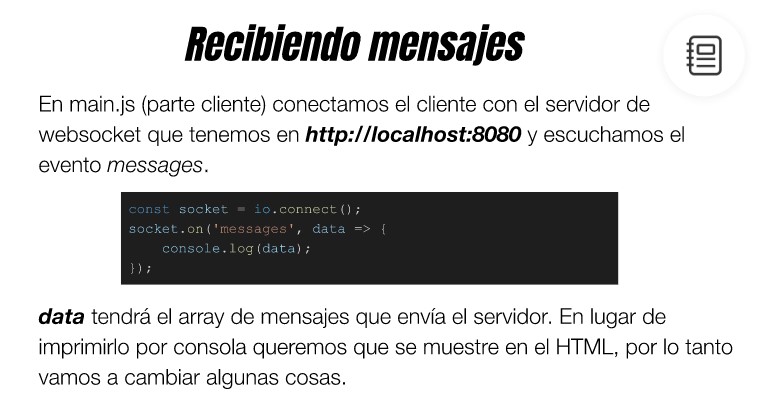 Recibiendo mensajes
En main.js (parte cliente) conectamos el cliente con el servidor de
websocket que tenemos en http://localhost:8080 y escuchamos el
evento messages.
const socket = io.connect();
socket.on('messages', data => {
    console.log(data);
});
data tendrá el array de mensajes que envía el servidor. En lugar de
imprimirlo por consola queremos que se muestre en el HTML, por lo tanto
vamos a cambiar algunas cosas.